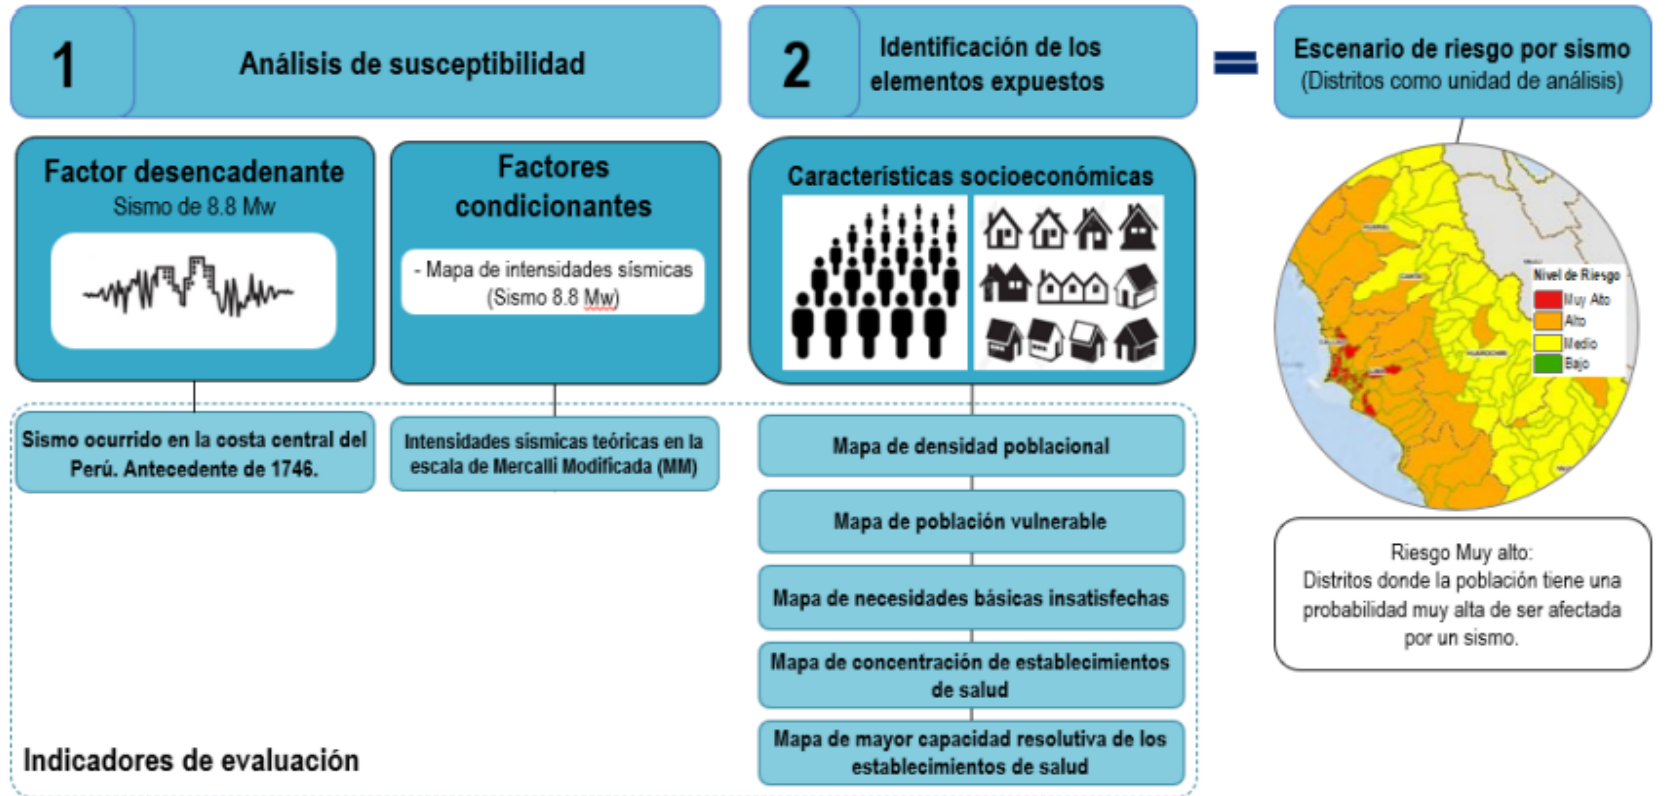 1
Análisis de susceptibilidad
2
Identificación de los
elementos expuestos
Escenario de riesgo por sismo
(Distritos como unidad de análisis)
Factor desencadenante
Sismo de 8.8 Mw
Factores
condicionantes
- Mapa de intensidades sísmicas
(Sismo 8.8 Mw)
Características socioeconómicas
Nivel de Riesgo
Muy Alto
Alto
Medio
Bajo
Sismo ocurrido en la costa central del
Perú. Antecedente de 1746.
Intensidades sísmicas teóricas en la
escala de Mercalli Modificada (MM)
Mapa de densidad poblacional
Mapa de población vulnerable
Mapa de necesidades básicas insatisfechas
Mapa de concentración de establecimientos
de salud
Mapa de mayor capacidad resolutiva de los
establecimientos de salud
Riesgo Muy alto:
Distritos donde la población tiene una
probabilidad muy alta de ser afectada
por un sismo.
Indicadores de evaluación